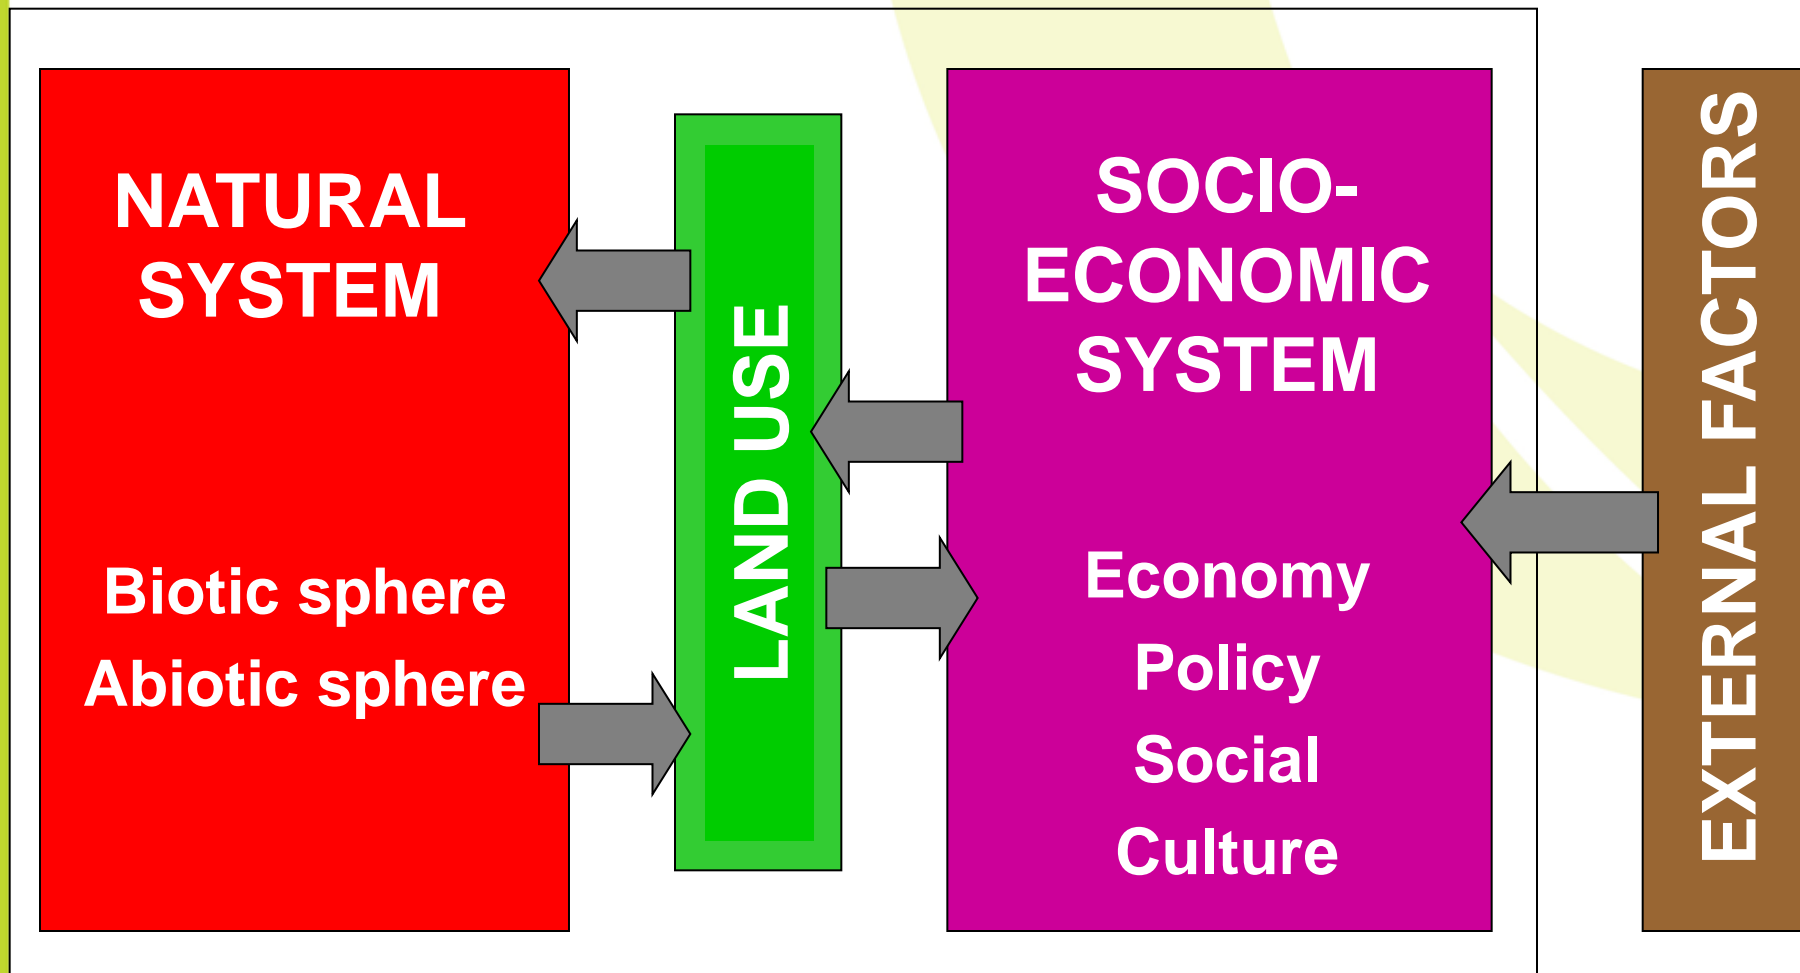 NATURAL
SYSTEM
Biotic sphere
Abiotic sphere
LAND USE
SOCIO-
ECONOMIC
SYSTEM
Economy
Policy
Social
Culture
EXTERNAL FACTORS